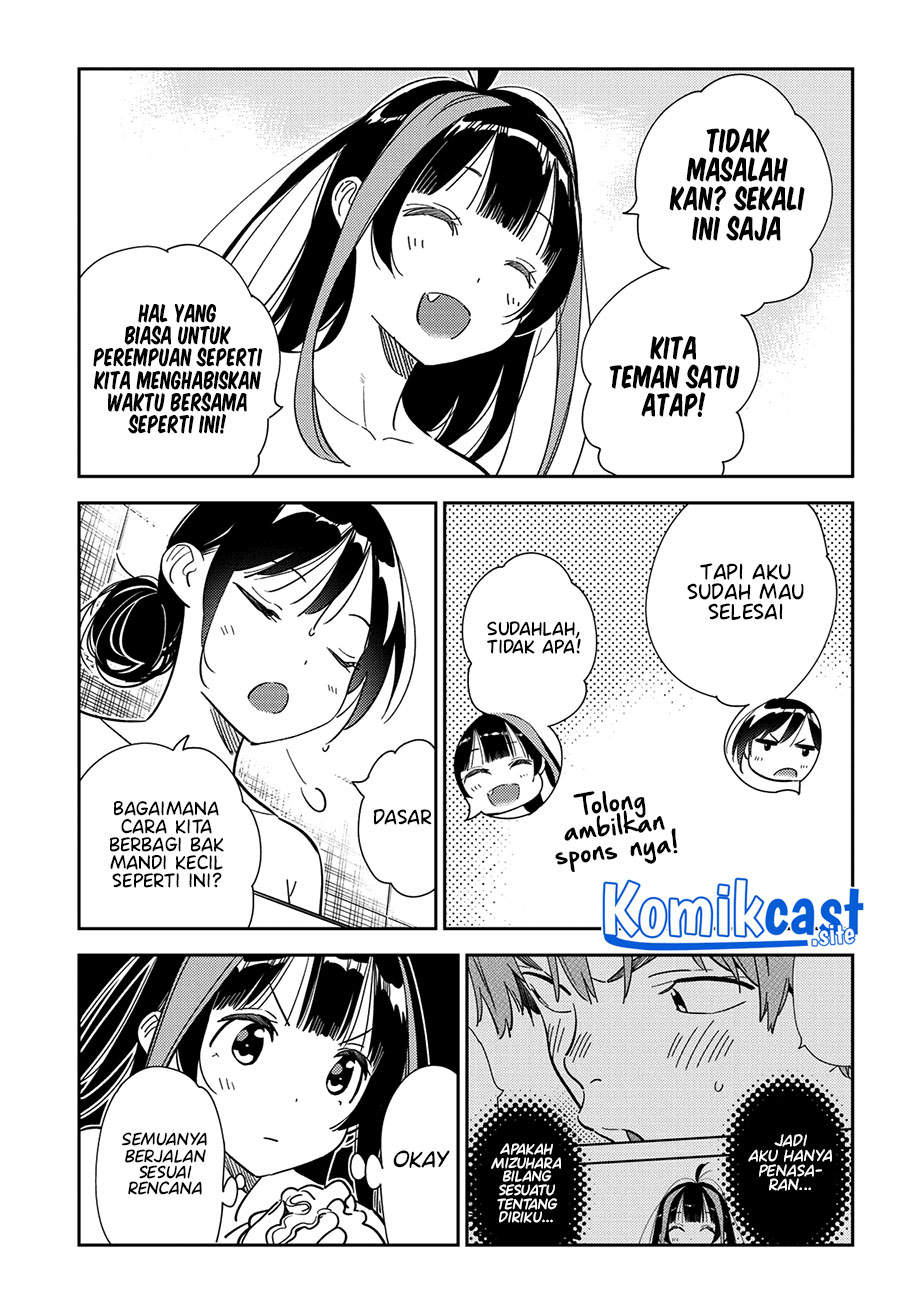 TIDAK
MASALAH
KAN? SEKALI
INI SAJA
KITA
TEMAN SATU
ATAP!
HAL YANG
BIASA UNTUK
PEREMPUAN SEPERTI
KITA MENGHABISKAN
WAKTU BERSAMA
SEPERTI INI!
TAPI AKU
SUDAH MAU
SELESAI
SUDAHLAH,
TIDAK APA!
Tolong
ambilkan
spons nya!
DASAR
BAGAIMANA
CARA KITA
BERBAGI BAK
MANDI KECIL
SEPERTI INI?
Komikcast
.site
JADI
AKU HANYA
PENASA-
RAN...
APAKAH
MIZUHARA
BILANG
SESUATU
TENTANG
DIRIKU...
OKAY
SEMUANYA
BERJALAN
SESUAI
RENCANA